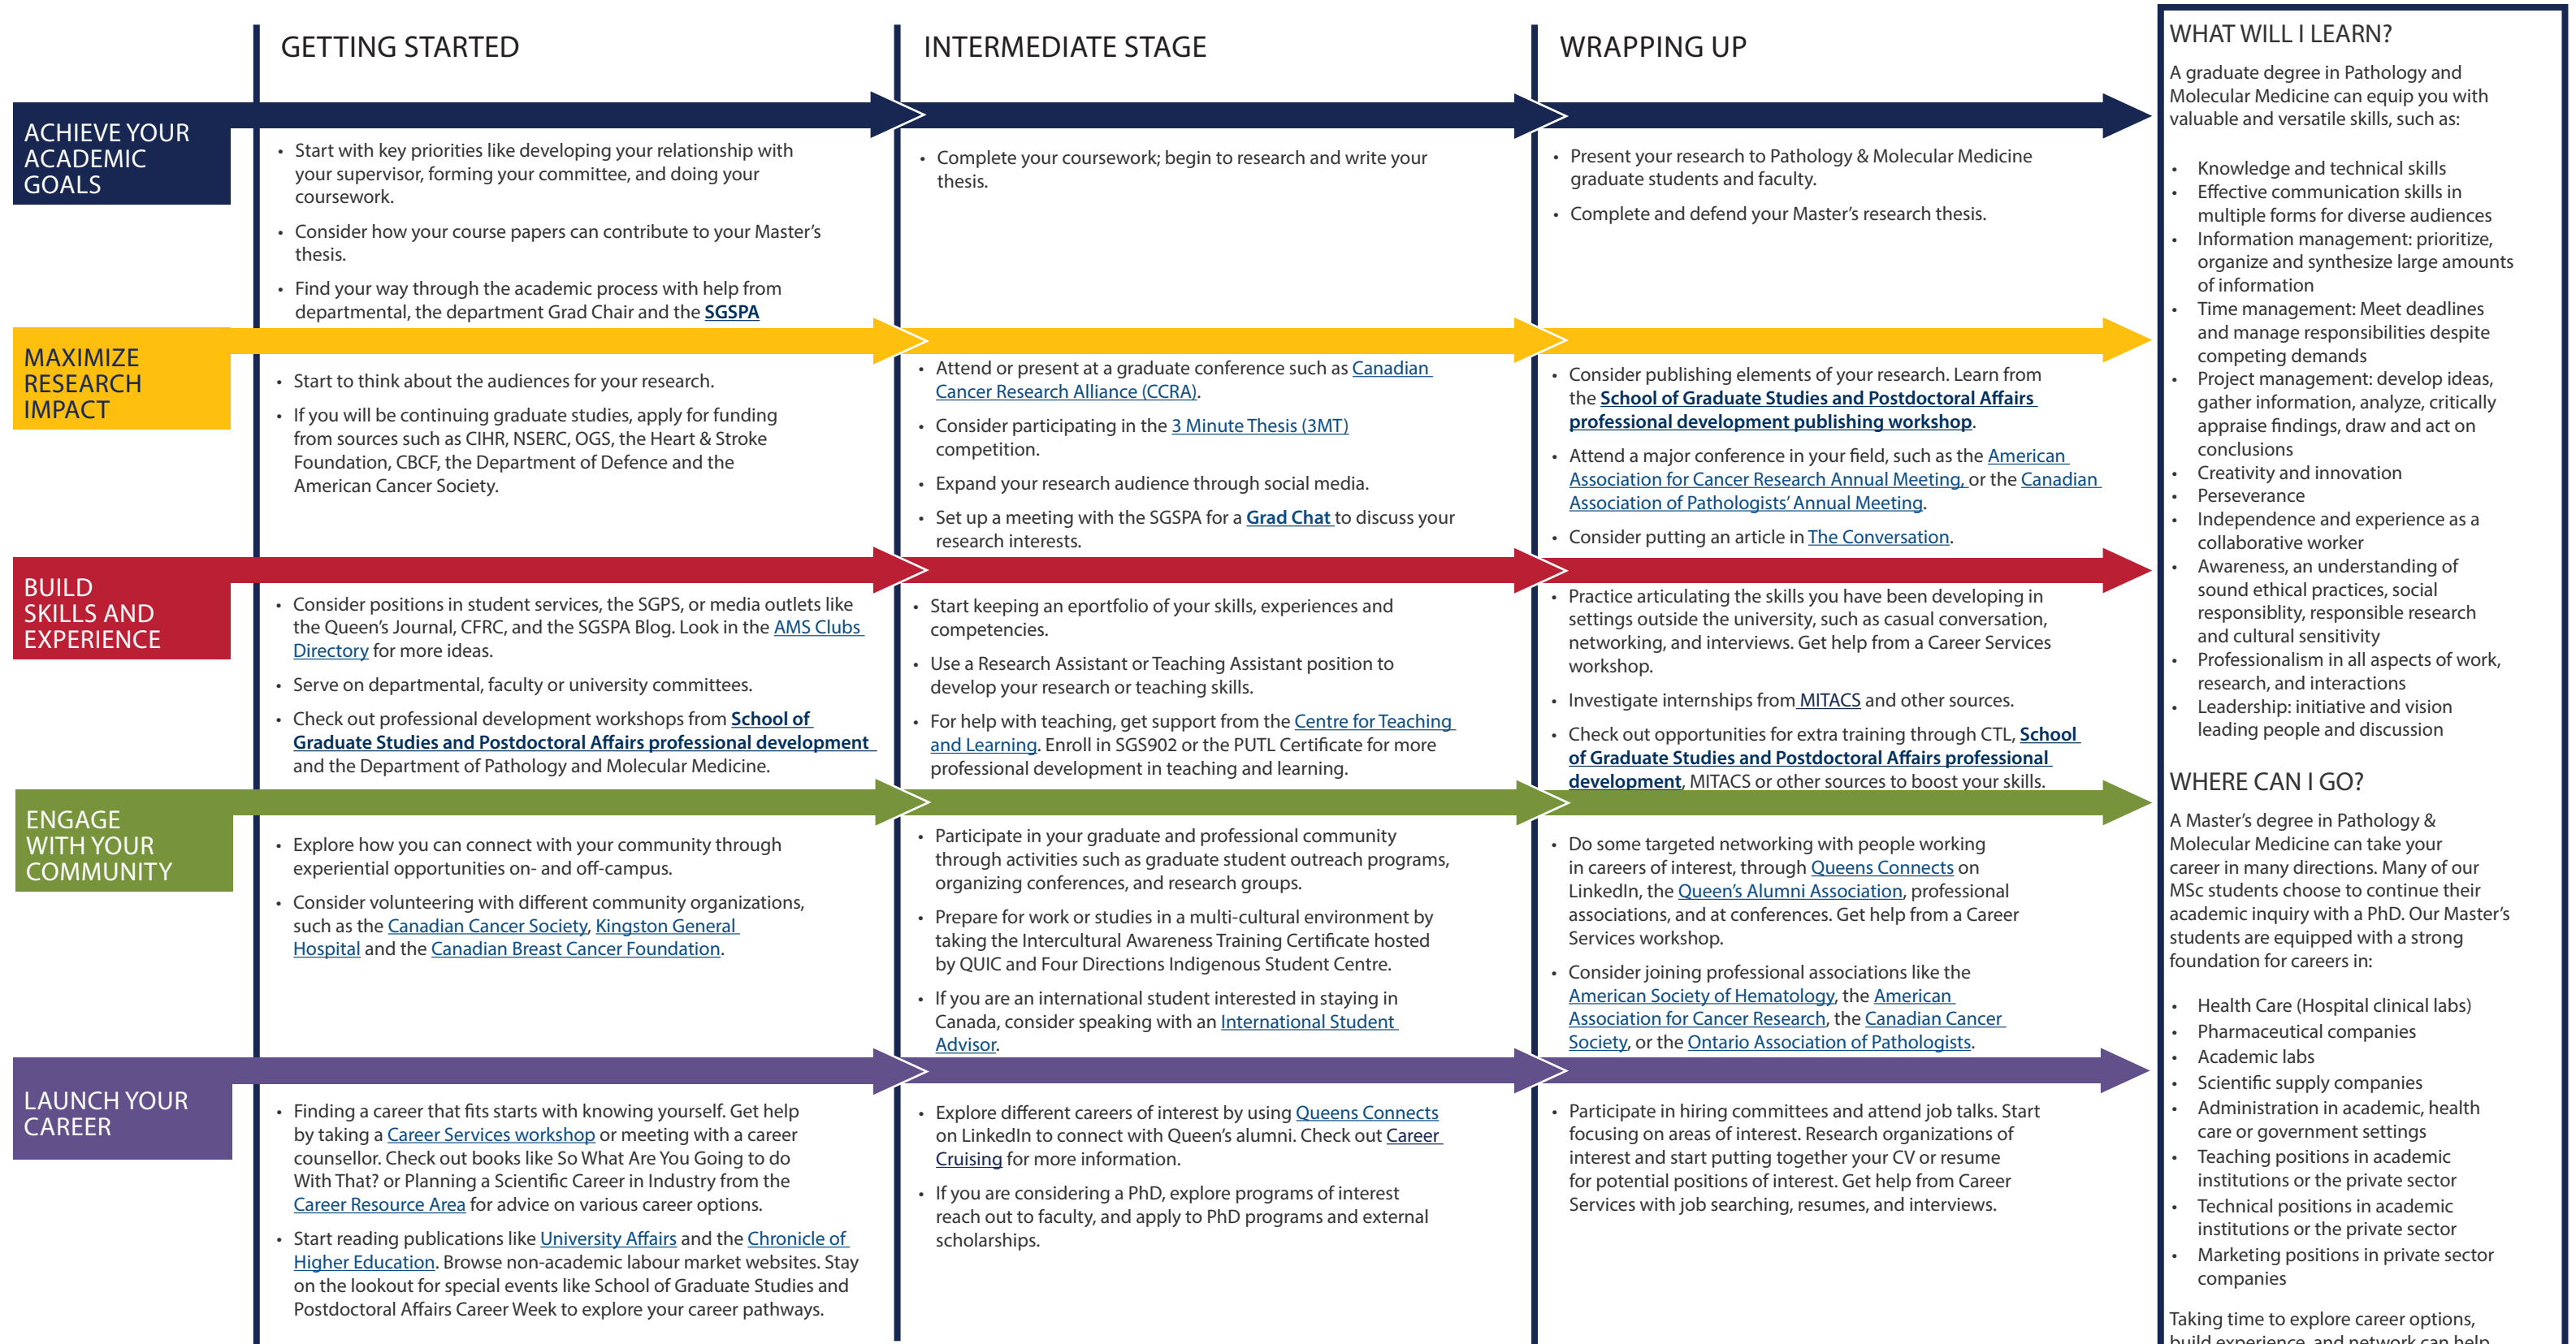 GETTING STARTED
INTERMEDIATE STAGE
WRAPPING UP
ACHIEVE YOUR
ACADEMIC
GOALS
• Start with key priorities like developing your relationship with
your supervisor, forming your committee, and doing your
coursework.
• Consider how your course papers can contribute to your Master's
thesis.
• Find your way through the academic process with help from
departmental, the department Grad Chair and the SGSPA
• Complete your coursework; begin to research and write your
thesis.
• Present your research to Pathology & Molecular Medicine
graduate students and faculty.
• Complete and defend your Master's research thesis.
MAXIMIZE
RESEARCH
IMPACT
• Start to think about the audiences for your research.
• If you will be continuing graduate studies, apply for funding
from sources such as CIHR, NSERC, OGS, the Heart & Stroke
Foundation, CBCF, the Department of Defence and the
American Cancer Society.
• Attend or present at a graduate conference such as Canadian
Cancer Research Alliance (CCRA).
• Consider participating in the 3 Minute Thesis (3MT)
competition.
• Expand your research audience through social media.
• Set up a meeting with the SGSPA for a Grad Chat to discuss your
research interests.
• Consider publishing elements of your research. Learn from
the School of Graduate Studies and Postdoctoral Affairs
professional development publishing workshop.
• Attend a major conference in your field, such as the American
Association for Cancer Research Annual Meeting, or the Canadian
Association of Pathologists' Annual Meeting.
• Consider putting an article in The Conversation.
BUILD
SKILLS AND
EXPERIENCE
• Consider positions in student services, the SGPS, or media outlets like
the Queen's Journal, CFRC, and the SGSPA Blog. Look in the AMS Clubs
Directory for more ideas.
• Serve on departmental, faculty or university committees.
• Check out professional development workshops from School of
Graduate Studies and Postdoctoral Affairs professional development
and the Department of Pathology and Molecular Medicine.
• Start keeping an eportfolio of your skills, experiences and
competencies.
• Use a Research Assistant or Teaching Assistant position to
develop your research or teaching skills.
• For help with teaching, get support from the Centre for Teaching
and Learning. Enroll in SGS902 or the PUTL Certificate for more
professional development in teaching and learning.
• Practice articulating the skills you have been developing in
settings outside the university, such as casual conversation,
networking, and interviews. Get help from a Career Services
workshop.
• Investigate internships from MITACS and other sources.
• Check out opportunities for extra training through CTL, School
of Graduate Studies and Postdoctoral Affairs professional
development, MITACS or other sources to boost your skills.
ENGAGE
WITH YOUR
COMMUNITY
• Explore how you can connect with your community through
experiential opportunities on- and off-campus.
• Consider volunteering with different community organizations,
such as the Canadian Cancer Society, Kingston General
Hospital and the Canadian Breast Cancer Foundation.
• Participate in your graduate and professional community
through activities such as graduate student outreach programs,
organizing conferences, and research groups.
• Prepare for work or studies in a multi-cultural environment by
taking the Intercultural Awareness Training Certificate hosted
by QUIC and Four Directions Indigenous Student Centre.
• If you are an international student interested in staying in
Canada, consider speaking with an International Student
Advisor.
• Do some targeted networking with people working
in careers of interest, through Queens Connects on
LinkedIn, the Queen's Alumni Association, professional
associations, and at conferences. Get help from a Career
Services workshop.
• Consider joining professional associations like the
American Society of Hematology, the American
Association for Cancer Research, the Canadian Cancer
Society, or the Ontario Association of Pathologists.
LAUNCH YOUR
CAREER
• Finding a career that fits starts with knowing yourself. Get help
by taking a Career Services workshop or meeting with a career
counsellor. Check out books like So What Are You Going to do
With That? or Planning a Scientific Career in Industry from the
Career Resource Area for advice on various career options.
• Start reading publications like University Affairs and the Chronicle of
Higher Education. Browse non-academic labour market websites. Stay
on the lookout for special events like School of Graduate Studies and
Postdoctoral Affairs Career Week to explore your career pathways.
• Explore different careers of interest by using Queens Connects
on LinkedIn to connect with Queen's alumni. Check out Career
Cruising for more information.
• If you are considering a PhD, explore programs of interest
reach out to faculty, and apply to PhD programs and external
scholarships.
• Participate in hiring committees and attend job talks. Start
focusing on areas of interest. Research organizations of
interest and start putting together your CV or resume
for potential positions of interest. Get help from Career
Services with job searching, resumes, and interviews.
WHAT WILL I LEARN?
A graduate degree in Pathology and
Molecular Medicine can equip you with
valuable and versatile skills, such as:
• Knowledge and technical skills
• Effective communication skills in
multiple forms for diverse audiences
• Information management: prioritize,
organize and synthesize large amounts
of information
• Time management: Meet deadlines
and manage responsibilities despite
competing demands
• Project management: develop ideas,
gather information, analyze, critically
appraise findings, draw and act on
conclusions
• Creativity and innovation
• Perseverance
• Independence and experience as a
collaborative worker
• Awareness, an understanding of
sound ethical practices, social
responsiblity, responsible research
and cultural sensitivity
• Professionalism in all aspects of work,
research, and interactions
• Leadership: initiative and vision
leading people and discussion
WHERE CAN I GO?
A Master's degree in Pathology &
Molecular Medicine can take your
career in many directions. Many of our
MSc students choose to continue their
academic inquiry with a PhD. Our Master's
students are equipped with a strong
foundation for careers in:
• Health Care (Hospital clinical labs)
• Pharmaceutical companies
• Academic labs
• Scientific supply companies
• Administration in academic, health
care or government settings
• Teaching positions in academic
institutions or the private sector
• Technical positions in academic
institutions or the private sector
• Marketing positions in private sector
companies
Taking time to explore career options,
build experience, and network can help